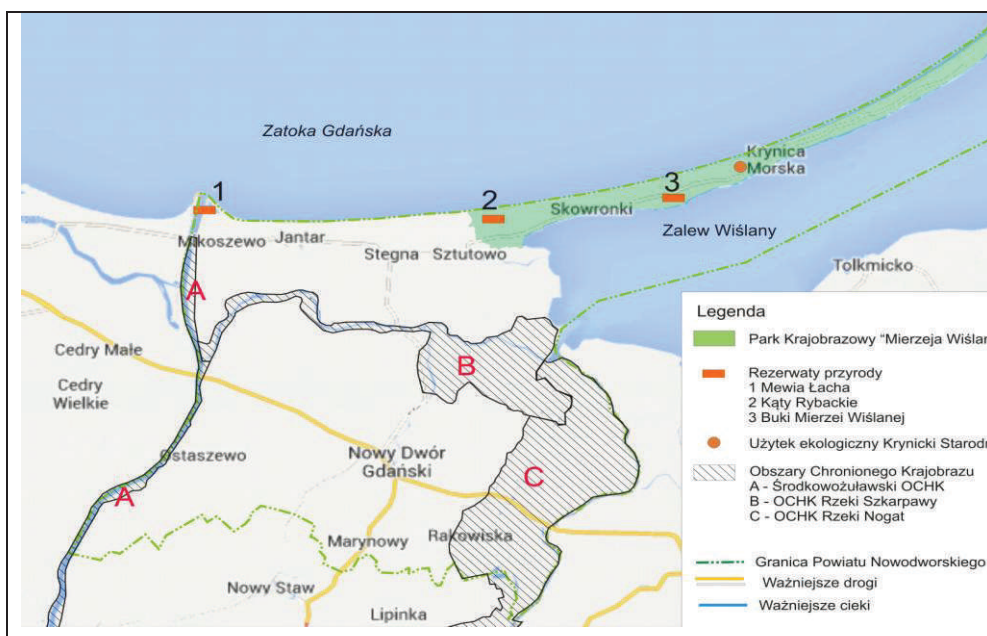 Zatoka Gdańska
1
2
3
Krynica
Morska
Skowronki
Mikoszewo
Jantar
Stegna
Sztutowo
Zalew Wiślany
Tolkmicko
A
Cedry Małe
B
Cedry
Wielkie
Nowy Dwór
Gdański
C
Ostaszewo
A
Marynowy
Rakowiska
Nowy Staw
Lipinka
Legenda
Park Krajobrazowy "Mierzeja Wiślan
Rezerwaty przyrody
1 Mewia Łacha
2 Kąty Rybackie
3 Buki Mierzei Wiślanej
Użytek ekologiczny Krynicki Starodr
Obszary Chronionego Krajobrazu
A - Środkowożuławski OCHK
B - OCHK Rzeki Szkarpawy
C - OCHK Rzeki Nogat
Granica Powiatu Nowodworskiego
Ważniejsze drogi
Ważniejsze cieki